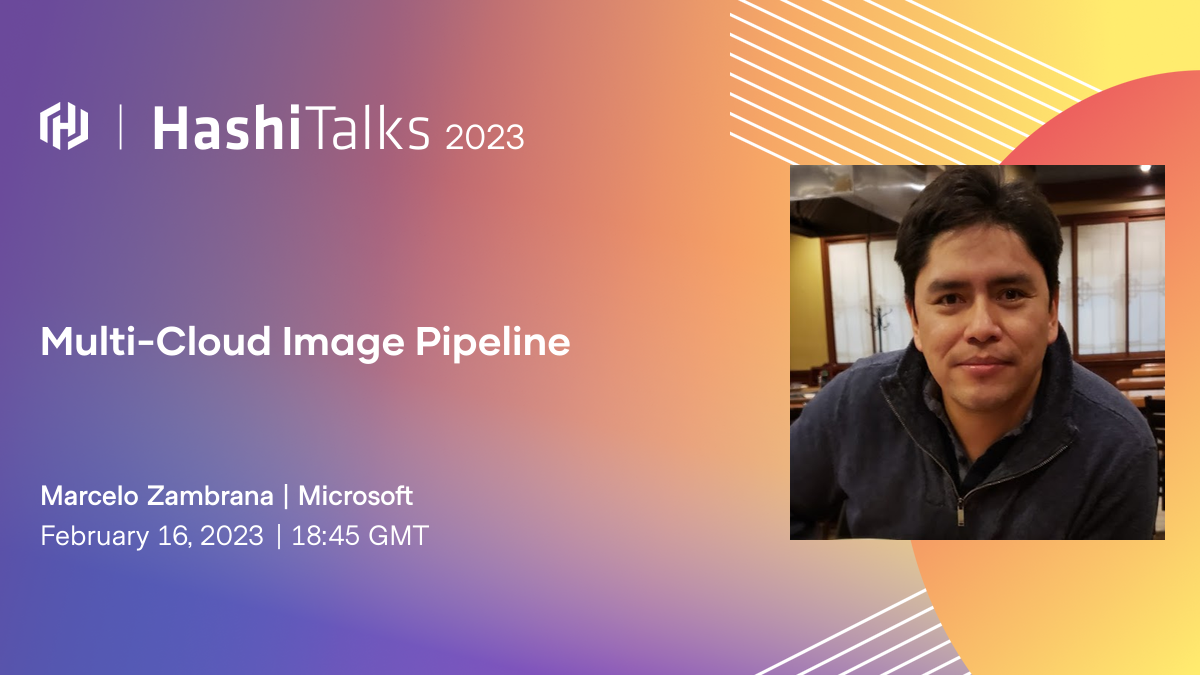 HashiTalks 2023
Multi-Cloud Image Pipeline
Marcelo Zambrana | Microsoft
February 16, 2023 | 18:45 GMT